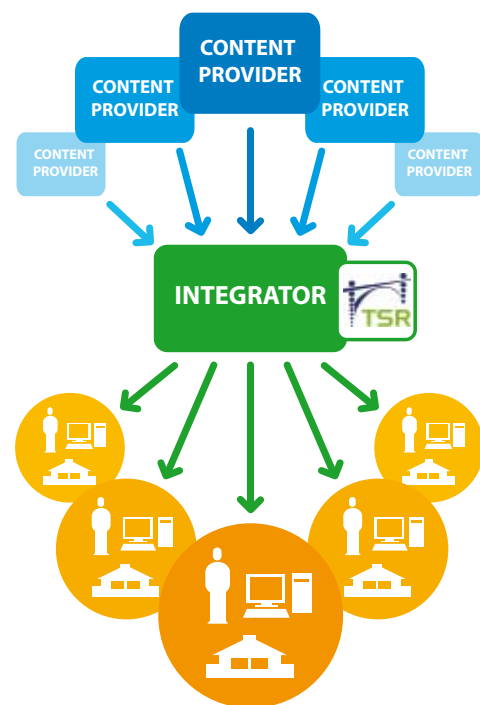 CONTENT
PROVIDER
CONTENT
PROVIDER
CONTENT
PROVIDER
CONTENT
PROVIDER
CONTENT
PROVIDER
INTEGRATOR
TSR